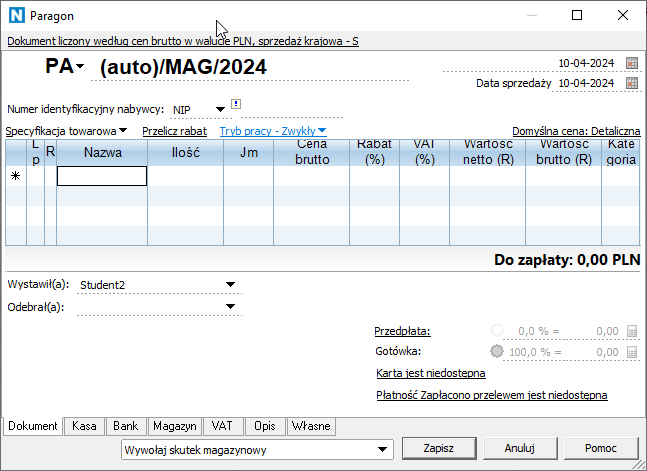 Paragon
Dokument liczony według cen brutto w walucie PLN, sprzedaż krajowa - S
PA (auto)/MAG/2024
10-04-2024
Data sprzedaży 10-04-2024
Numer identyfikacyjny nabywcy: NIP !
Specyfikacja towarowa Przelicz rabat Tryb pracy - Zwykły Domyślna cena: Detaliczna
Lp R Nazwa Ilość Jm Cena brutto Rabat (%) VAT (%) Wartość netto (R) Wartość brutto (R) Kategoria
*
Do zapłaty: 0,00 PLN
Wystawił(a): Student2
Odebrał(a):
Przedpłata: 0,0 % = 0,00
Gotówka: 100,0 % = 0,00
Karta jest niedostępna
Płatność Zapłacono przelewem jest niedostępna
Dokument Kasa Bank Magazyn VAT Opis Własne
Wywołaj skutek magazynowy Zapisz Anuluj Pomoc